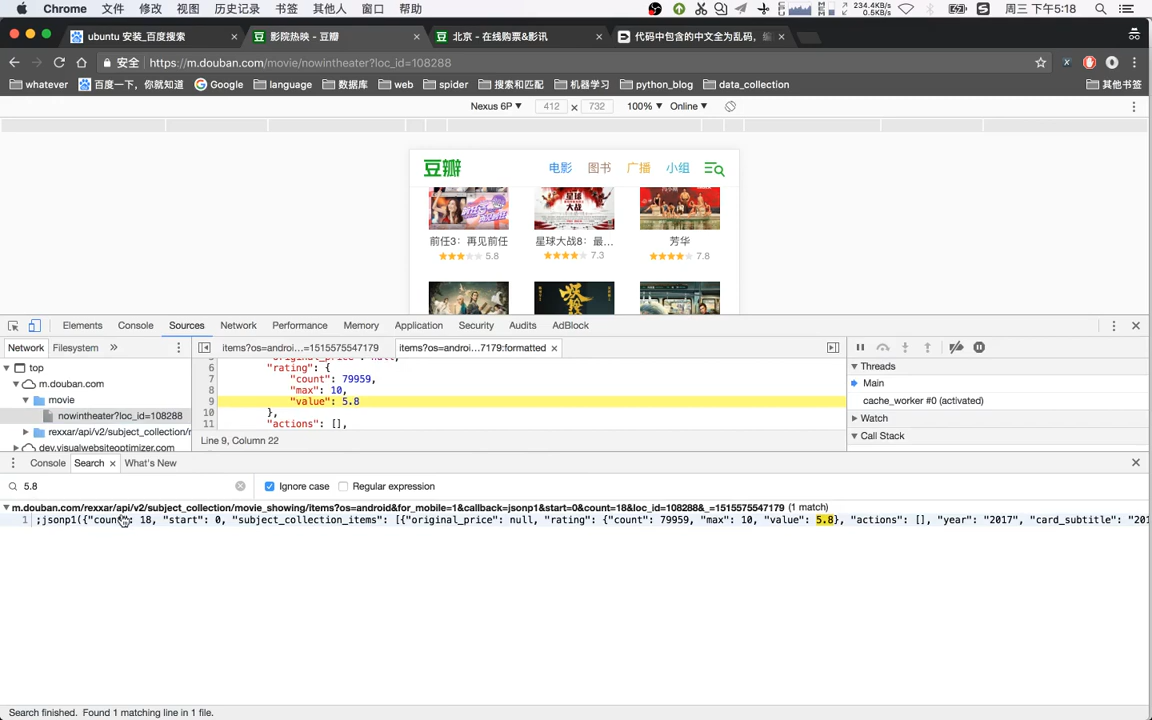 Chrome 文件 修改 视图 历史记录 书签 其他人 窗口 帮助 234.4KB/s 0.5KB/s 周三 下午5:18
ubuntu 安装_百度搜索 影院热映 - 豆瓣 北京 - 在线购票&影讯 代码中包含的中文全为乱码，编
安全 https://m.douban.com/movie/nowintheater?loc_id=108288
whatever 百度一下，你就知道 Google language 数据库 web spider 搜索和匹配 机器学习 python_blog data_collection 其他书签
Nexus 6P ▼ 412 × 732 100% ▼ Online ▼
豆瓣 电影 图书 广播 小组
前任3：再见前任 星球大战8：最... 芳华
5.8 7.3 7.8
Elements Console Sources Network Performance Memory Application Security Audits AdBlock
Network Filesystem » items?os=androi…=1515575547179 items?os=androi…7179:formatted ×
top
m.douban.com
movie
nowintheater?loc_id=108288
rexxar/api/v2/subject_collection/r
dev.visualwebsiteoptimizer.com
"original_price": null,
6 "rating": {
7 "count": 79959,
8 "max": 10,
9 "value": 5.8
10 },
11 "actions": [],
Line 9, Column 22
Threads
Main
cache_worker #0 (activated)
Watch
Call Stack
Console Search × What's New
5.8 Ignore case Regular expression
m.douban.com/rexxar/api/v2/subject_collection/movie_showing/items?os=android&for_mobile=1&callback=jsonp1&start=0&count=18&loc_id=108288&_=1515575547179 (1 match)
1 ;jsonp1({"count": 18, "start": 0, "subject_collection_items": [{"original_price": null, "rating": {"count": 79959, "max": 10, "value": 5.8}, "actions": [], "year": "2017", "card_subtitle": "201
Search finished. Found 1 matching line in 1 file.